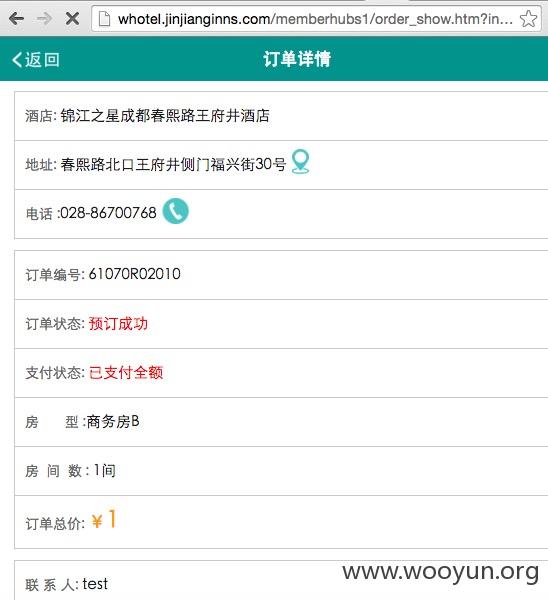 whotel.jinjianginns.com/memberhubs1/order_show.htm?in...
返回
订单详情
酒店: 锦江之星成都春熙路王府井酒店
地址: 春熙路北口王府井侧门福兴街30号
电话 :028-86700768
订单编号: 61070R02010
订单状态: 预订成功
支付状态: 已支付全额
房 型 :商务房B
房 间 数 : 1间
订单总价: ¥1
联 系 人: test
www.wooyun.org